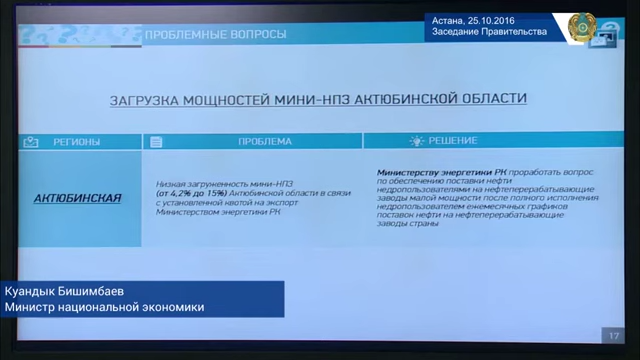 Астана, 25.10.2016
Заседание Правительства
ПРОБЛЕМНЫЕ ВОПРОСЫ
ЗАГРУЗКА МОЩНОСТЕЙ МИНИ-НПЗ АКТЮБИНСКОЙ ОБЛАСТИ
РЕГИОНЫ
ПРОБЛЕМА
РЕШЕНИЕ
АКТЮБИНСКАЯ
Низкая загруженность мини-НПЗ
(от 4,2% до 15%) Актюбинской области в связи
с установленной квотой на экспорт
Министерством энергетики РК
Министерству энергетики РК проработать вопрос
по обеспечению поставки нефти
недропользователями на нефтеперерабатывающие
заводы малой мощности после полного исполнения
недропользователем ежемесячных графиков
поставок нефти на нефтеперерабатывающие
заводы страны
Куандык Бишимбаев
Министр национальной экономики
17